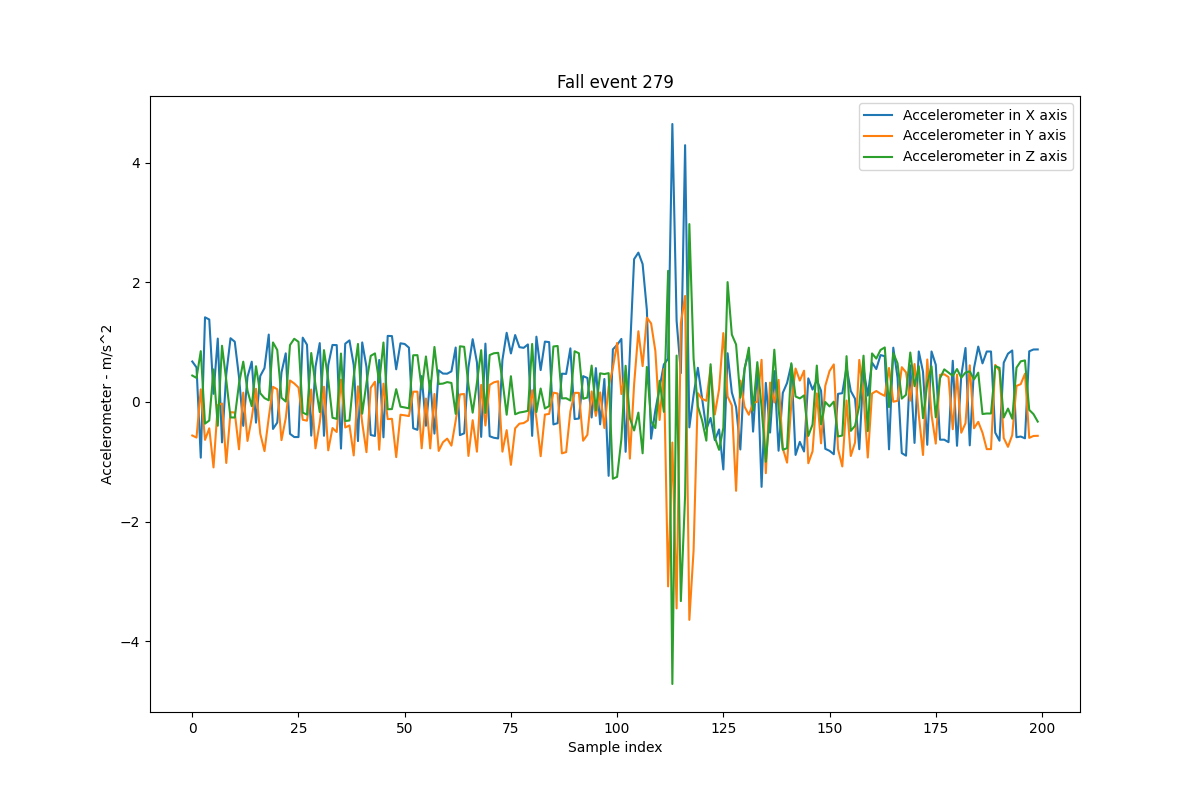 Fall event 279
Accelerometer in X axis
Accelerometer in Y axis
Accelerometer in Z axis
Accelerometer - m/s^2
4
2
0
−2
−4
0 25 50 75 100 125 150 175 200
Sample index